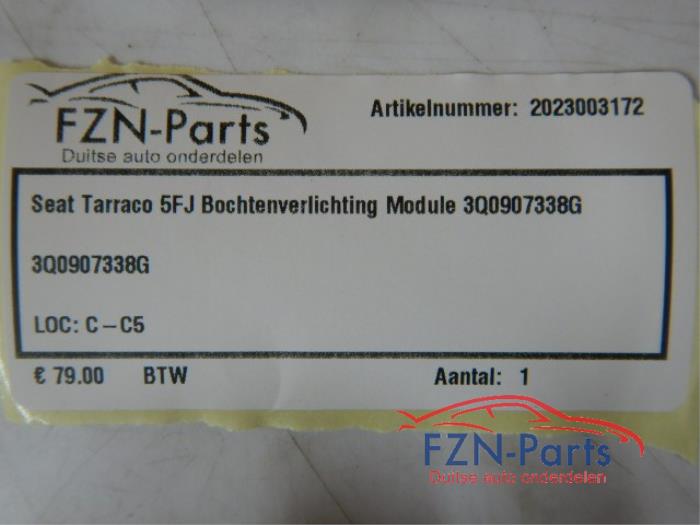 FZN-Parts
Duitse auto onderdelen
Artikelnummer: 2023003172
Seat Tarraco 5FJ Bochtenverlichting Module 3Q0907338G
3Q0907338G
LOC: C - C5
€ 79.00 BTW Aantal: 1
FZN-Parts
Duitse auto onderdelen